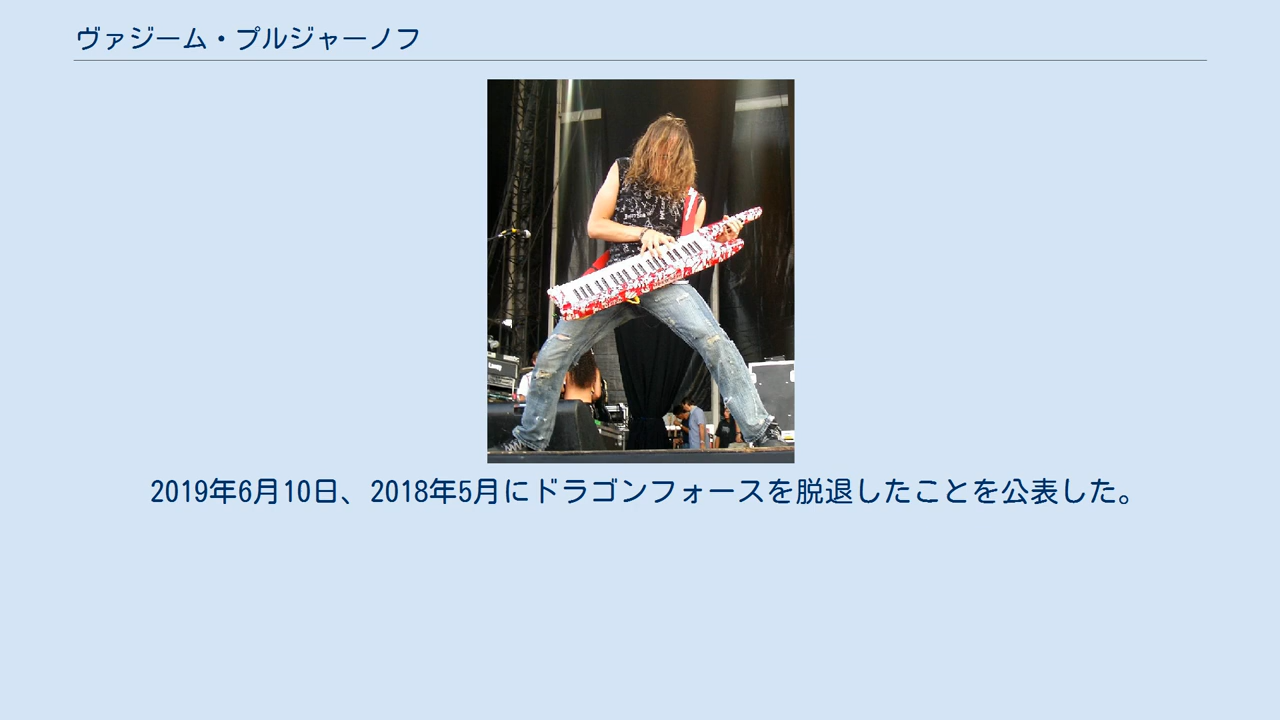 ヴァジーム・プルジャーノフ
2019年6月10日、2018年5月にドラゴンフォースを脱退したことを公表した。